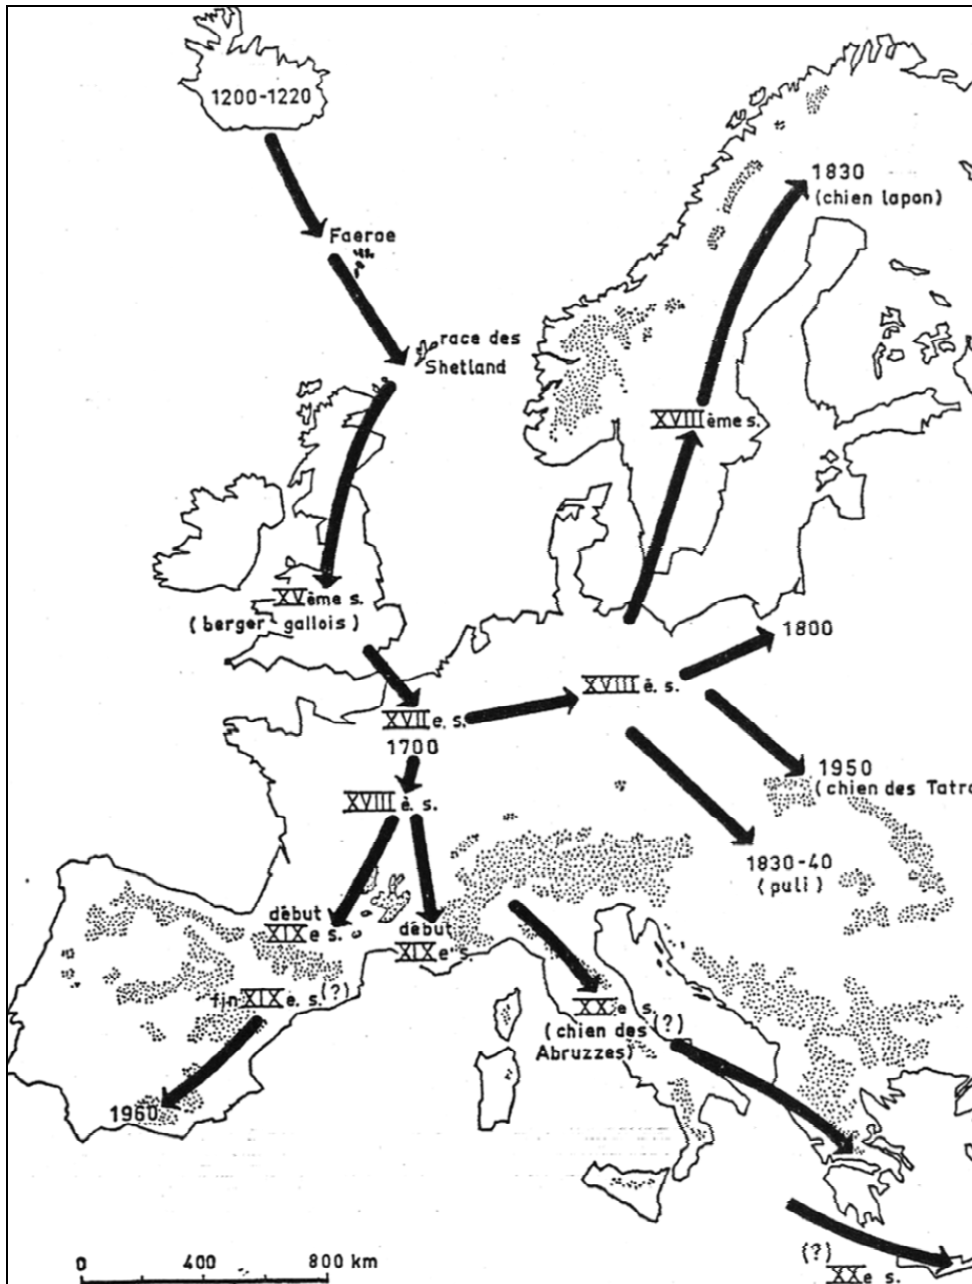 1200-1220
Faerae
race des
Shetland
1830
(chien lapon)
XVIIIème s.
XVème s.
(berger-gallois)
1800
XVIIIè. s.
XVIIe. s.
1700
1950
(chien des Tatra
XVIIIè. s.
1830-40
(puli)
début
XIXe s.
début
XIXe s.
fin XIXè. s. (?)
XXe s. (?)
(chien des
Abruzzes)
1960
(?)
XXe s.
0 400 800 km